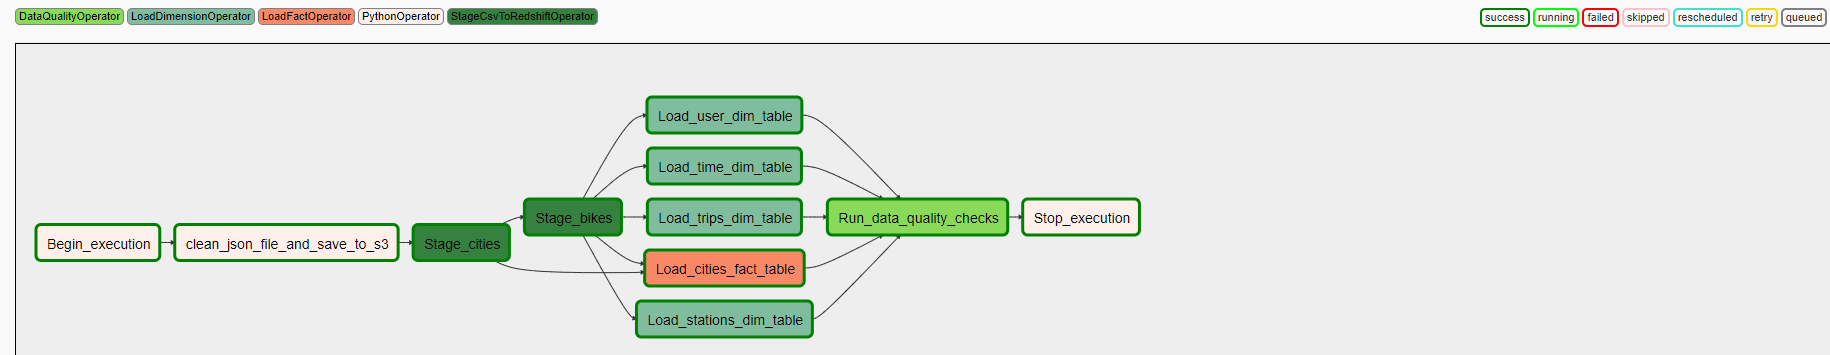 DataQualityOperator LoadDimensionOperator LoadFactOperator PythonOperator StageCsvToRedshiftOperator success running failed skipped rescheduled retry queued
Load_user_dim_table
Load_time_dim_table
Stage_bikes Load_trips_dim_table Run_data_quality_checks Stop_execution
Begin_execution clean_json_file_and_save_to_s3 Stage_cities
Load_cities_fact_table
Load_stations_dim_table